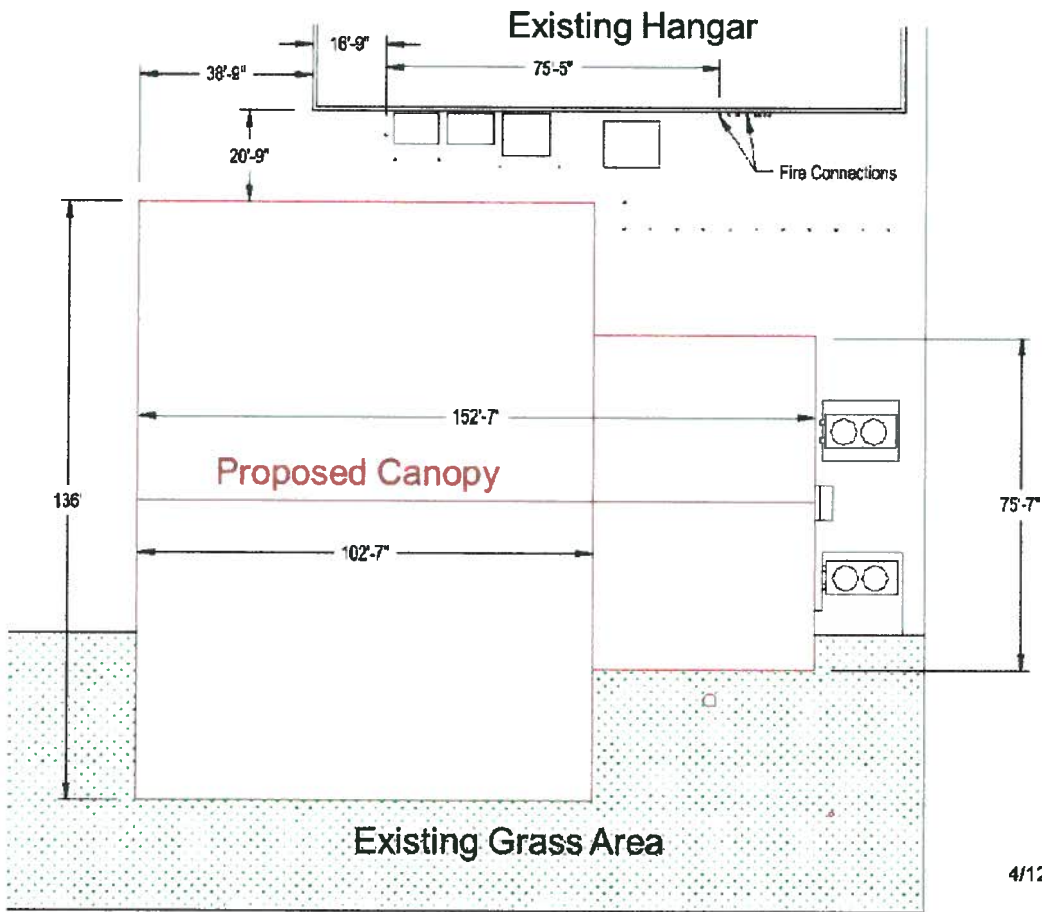 Existing Hangar
16'-9"
38'-9"
75'-5"
20'-9"
Fire Connections
152'-7"
Proposed Canopy
136'
75'-7"
102'-7"
Existing Grass Area
4/12